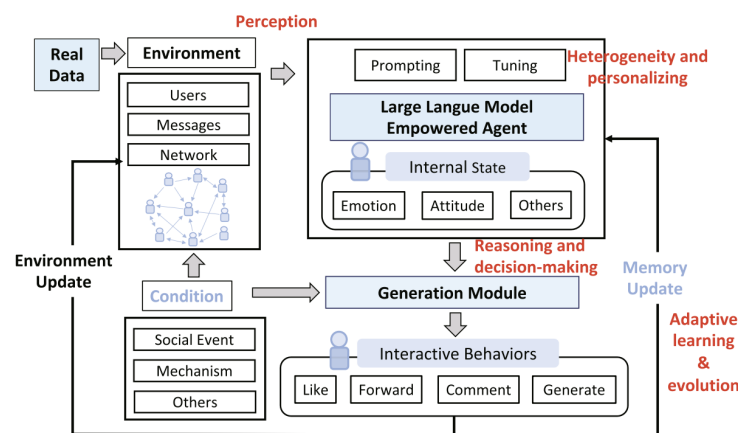 Perception
Real
Data
Environment
Users
Messages
Network
Prompting
Tuning
Heterogeneity and
personalizing
Large Langue Model
Empowered Agent
Internal State
Emotion
Attitude
Others
Reasoning and
decision-making
Environment
Update
Condition
Social Event
Mechanism
Others
Generation Module
Interactive Behaviors
Like
Forward
Comment
Generate
Memory
Update
Adaptive
learning
&
evolution